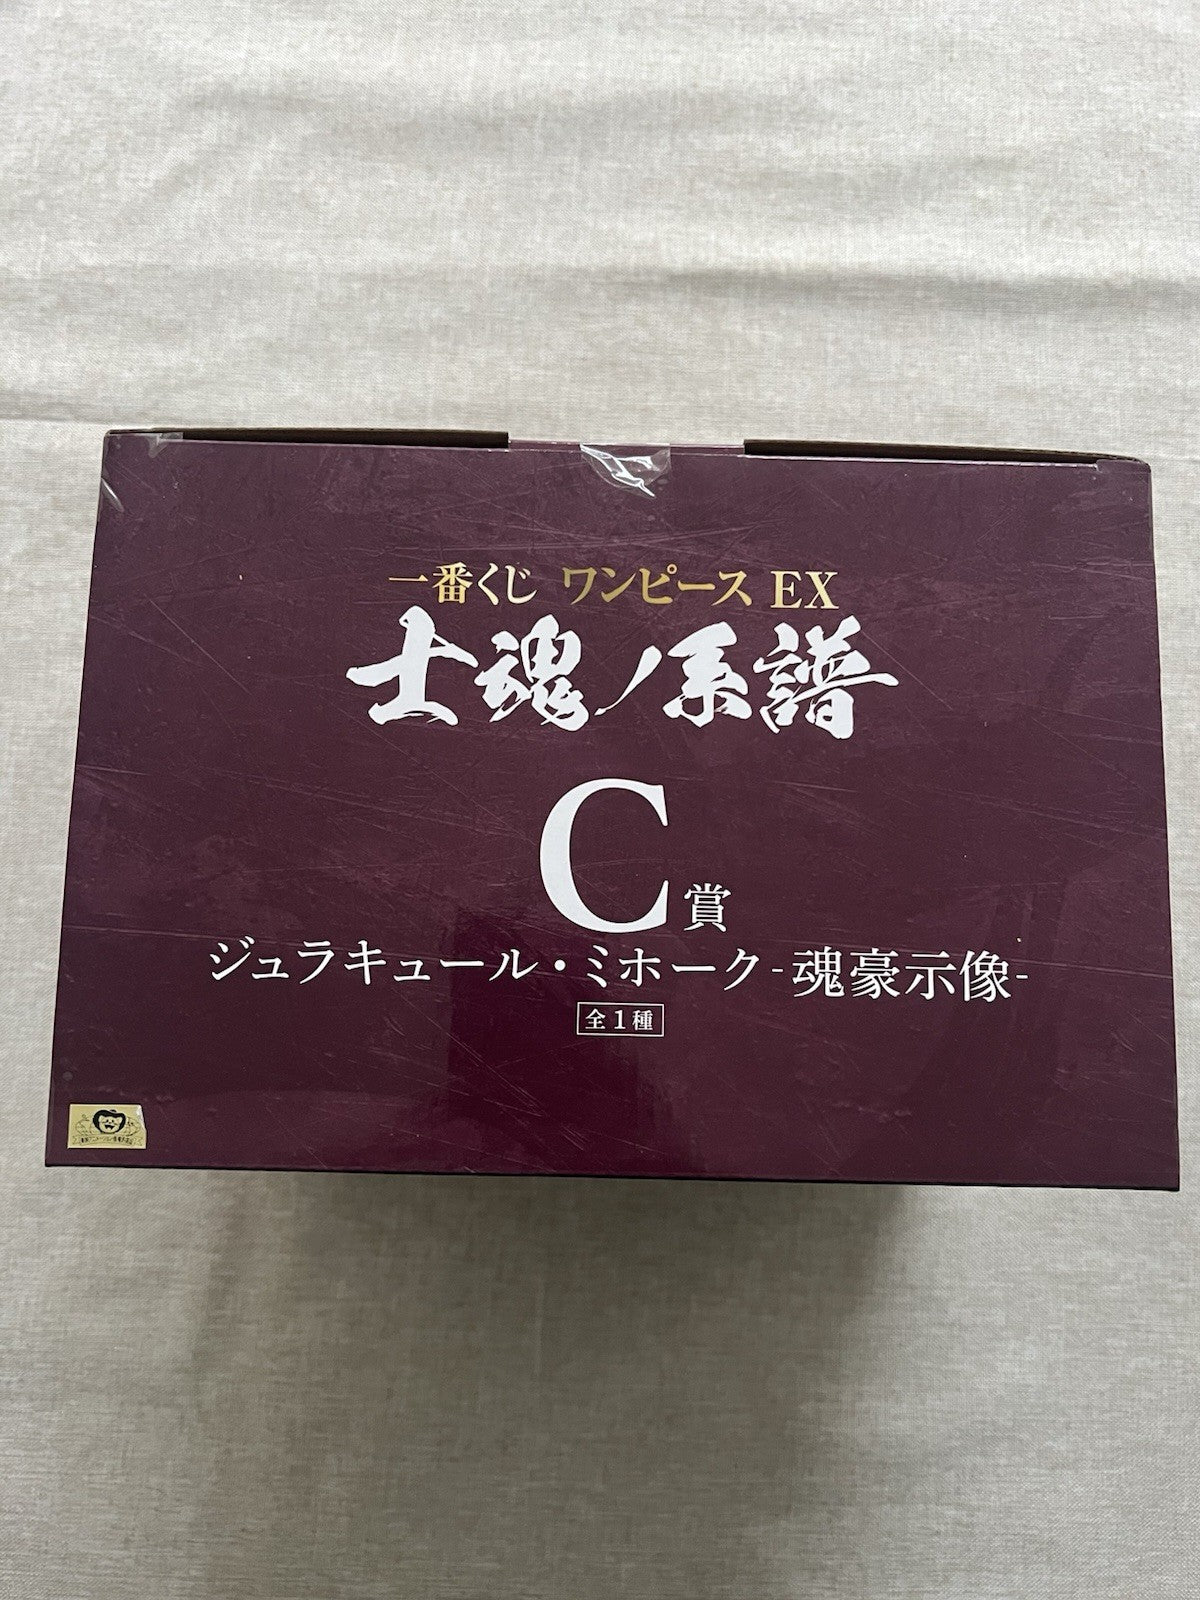 一番くじ ワンピース EX
士魂ノ系譜
C賞
ジュラキュール・ミホーク-魂豪示像-
全1種